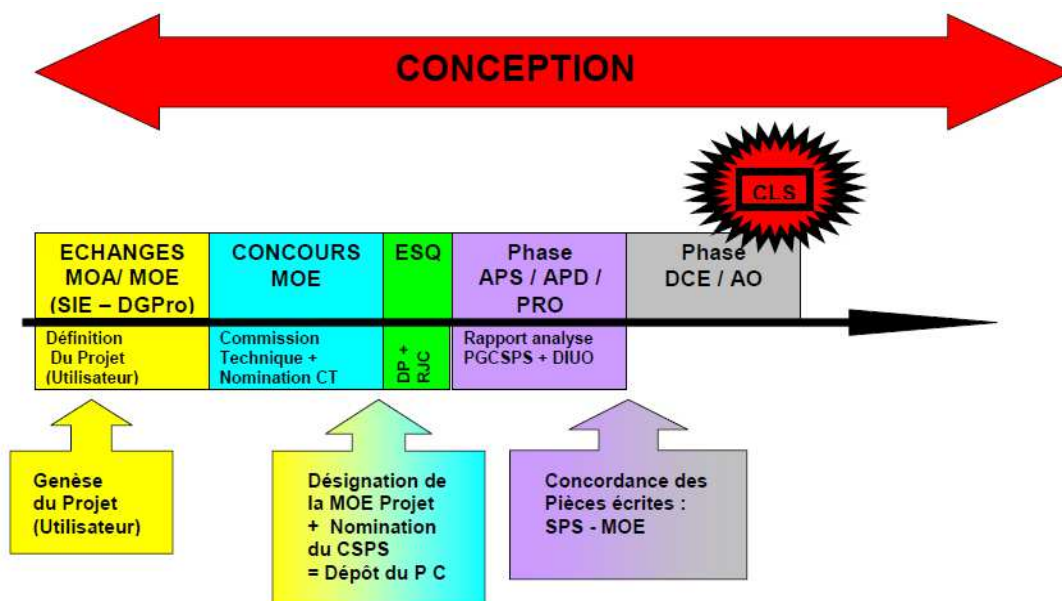 CONCEPTION
CLS
ECHANGES
MOA/ MOE
(SIE – DGPro)
CONCOURS
MOE
ESQ
Phase
APS / APD /
PRO
Phase
DCE / AO
Définition
Du Projet
(Utilisateur)
Commission
Technique +
Nomination CT
DP +
RJC
Rapport analyse
PGCSPS + DIUO
Genèse
du Projet
(Utilisateur)
Désignation de
la MOE Projet
+ Nomination
du CSPS
= Dépôt du P C
Concordance des
Pièces écrites :
SPS - MOE